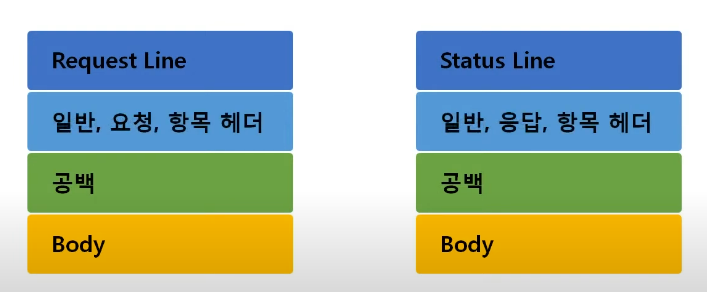 Request Line
일반, 요청, 항목 헤더
공백
Body
Status Line
일반, 응답, 항목 헤더
공백
Body